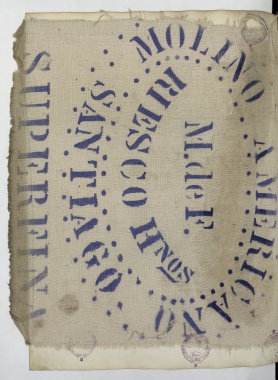 MOLINO AMERICANO
RIESCO HNOS
M de F.
SANTIAGO
SUPERFINA